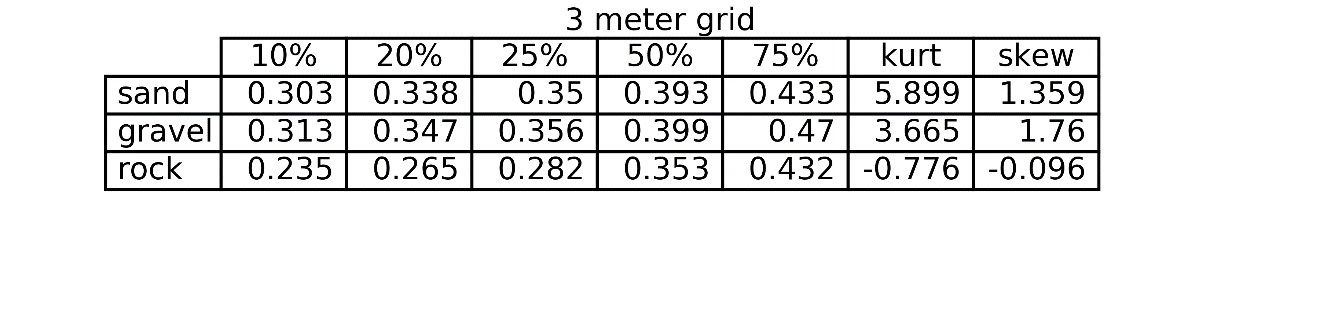 3 meter grid
10% 20% 25% 50% 75% kurt skew
sand 0.303 0.338 0.35 0.393 0.433 5.899 1.359
gravel 0.313 0.347 0.356 0.399 0.47 3.665 1.76
rock 0.235 0.265 0.282 0.353 0.432 -0.776 -0.096